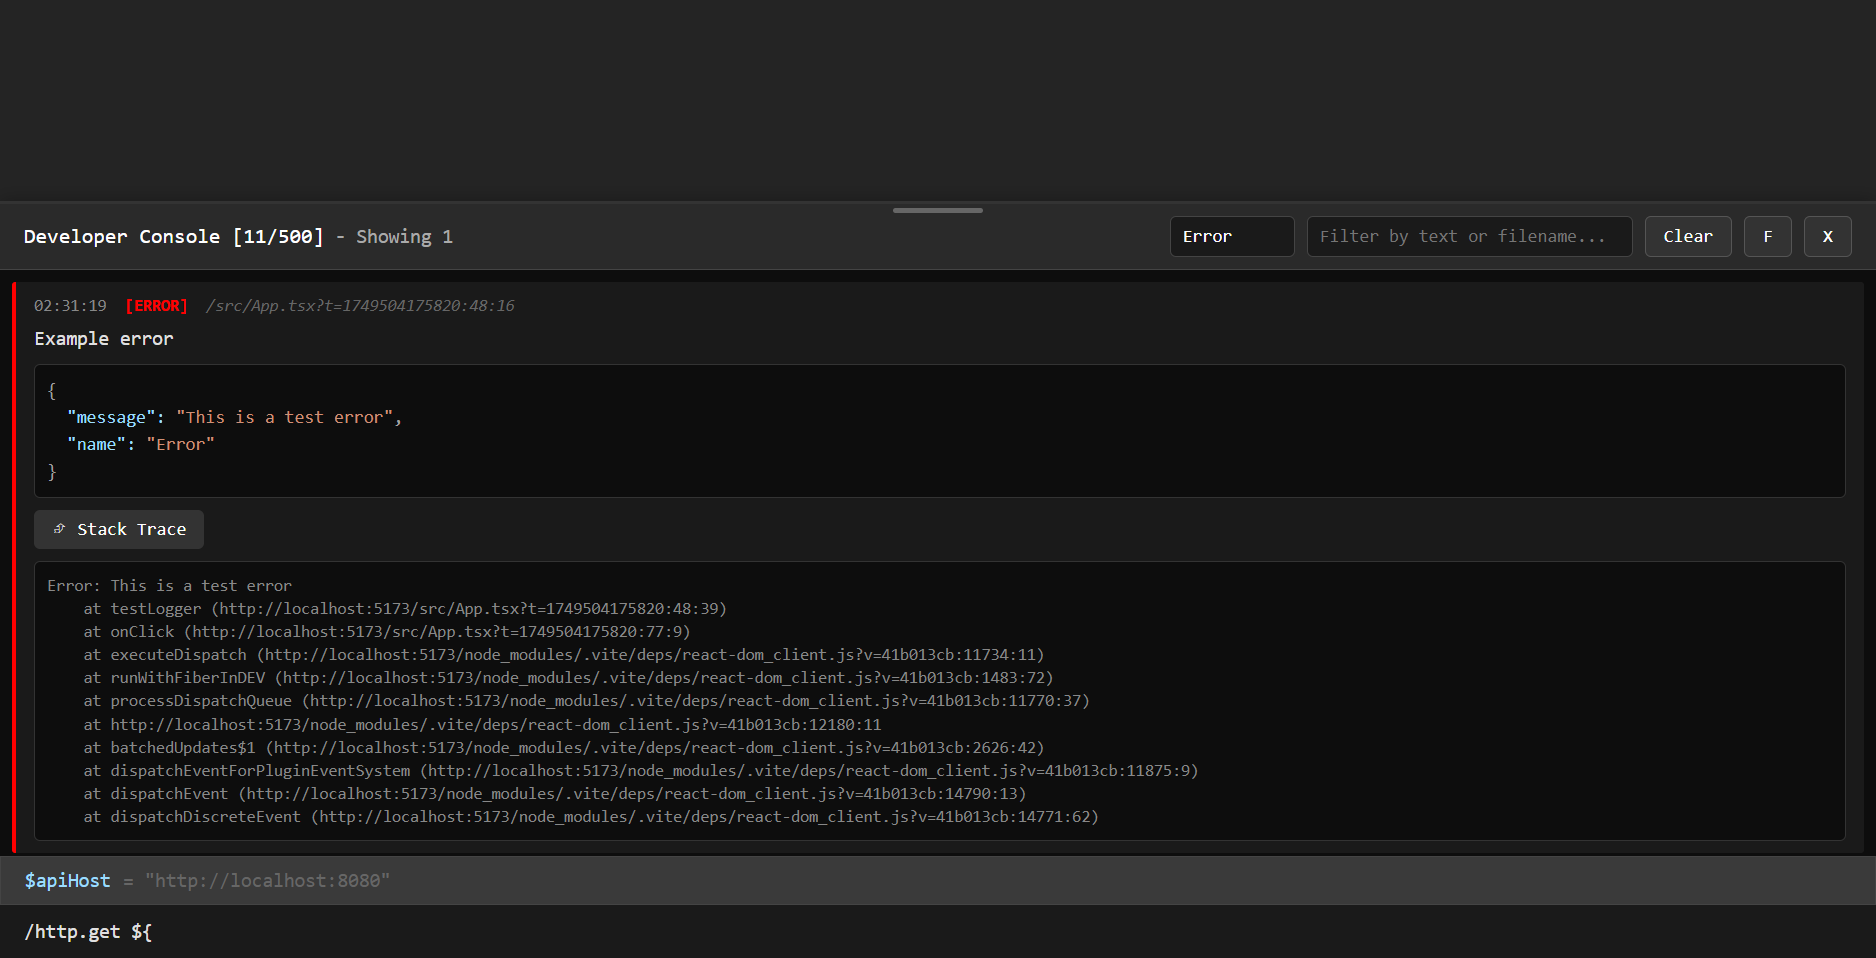 Developer Console [11/500] - Showing 1
Error
Filter by text or filename...
Clear
F
X
02:31:19 [ERROR] /src/App.tsx?t=1749504175820:48:16
Example error
{
  "message": "This is a test error",
  "name": "Error"
}
Stack Trace
Error: This is a test error
    at testLogger (http://localhost:5173/src/App.tsx?t=1749504175820:48:39)
    at onClick (http://localhost:5173/src/App.tsx?t=1749504175820:77:9)
    at executeDispatch (http://localhost:5173/node_modules/.vite/deps/react-dom_client.js?v=41b013cb:11734:11)
    at runWithFiberInDEV (http://localhost:5173/node_modules/.vite/deps/react-dom_client.js?v=41b013cb:1483:72)
    at processDispatchQueue (http://localhost:5173/node_modules/.vite/deps/react-dom_client.js?v=41b013cb:11770:37)
    at http://localhost:5173/node_modules/.vite/deps/react-dom_client.js?v=41b013cb:12180:11
    at batchedUpdates$1 (http://localhost:5173/node_modules/.vite/deps/react-dom_client.js?v=41b013cb:2626:42)
    at dispatchEventForPluginEventSystem (http://localhost:5173/node_modules/.vite/deps/react-dom_client.js?v=41b013cb:11875:9)
    at dispatchEvent (http://localhost:5173/node_modules/.vite/deps/react-dom_client.js?v=41b013cb:14790:13)
    at dispatchDiscreteEvent (http://localhost:5173/node_modules/.vite/deps/react-dom_client.js?v=41b013cb:14771:62)
$apiHost = "http://localhost:8080"
/http.get ${